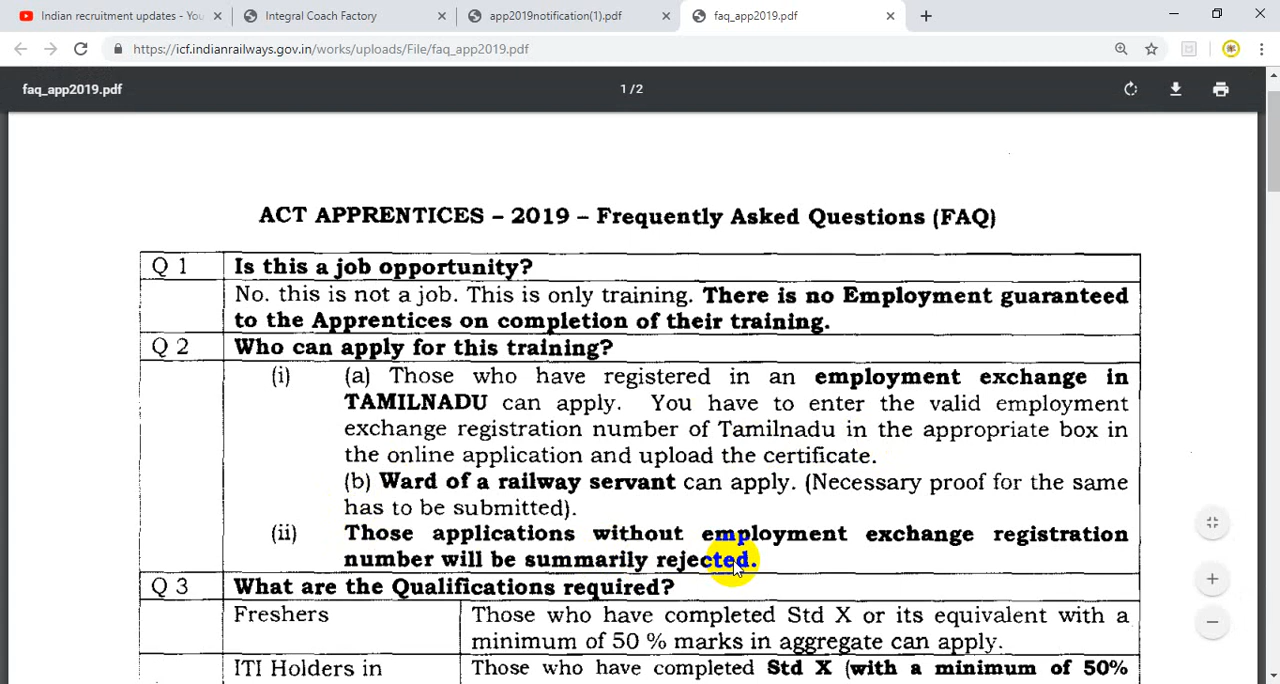 Indian recruitment updates - You
Integral Coach Factory
app2019notification(1).pdf
faq_app2019.pdf
https://icf.indianrailways.gov.in/works/uploads/File/faq_app2019.pdf
faq_app2019.pdf
1 / 2
ACT APPRENTICES – 2019 – Frequently Asked Questions (FAQ)
Q 1 Is this a job opportunity?
No. this is not a job. This is only training. There is no Employment guaranteed
to the Apprentices on completion of their training.
Q 2 Who can apply for this training?
(i) (a) Those who have registered in an employment exchange in
TAMILNADU can apply. You have to enter the valid employment
exchange registration number of Tamilnadu in the appropriate box in
the online application and upload the certificate.
(b) Ward of a railway servant can apply. (Necessary proof for the same
has to be submitted).
(ii) Those applications without employment exchange registration
number will be summarily rejected.
Q 3 What are the Qualifications required?
Freshers Those who have completed Std X or its equivalent with a
minimum of 50 % marks in aggregate can apply.
ITI Holders in Those who have completed Std X (with a minimum of 50%